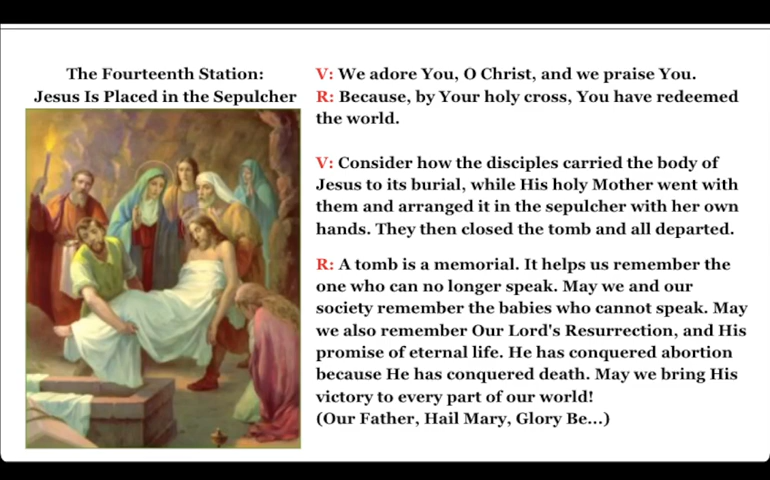 The Fourteenth Station:
Jesus Is Placed in the Sepulcher
V: We adore You, O Christ, and we praise You.
R: Because, by Your holy cross, You have redeemed
the world.
V: Consider how the disciples carried the body of
Jesus to its burial, while His holy Mother went with
them and arranged it in the sepulcher with her own
hands. They then closed the tomb and all departed.
R: A tomb is a memorial. It helps us remember the
one who can no longer speak. May we and our
society remember the babies who cannot speak. May
we also remember Our Lord's Resurrection, and His
promise of eternal life. He has conquered abortion
because He has conquered death. May we bring His
victory to every part of our world!
(Our Father, Hail Mary, Glory Be...)